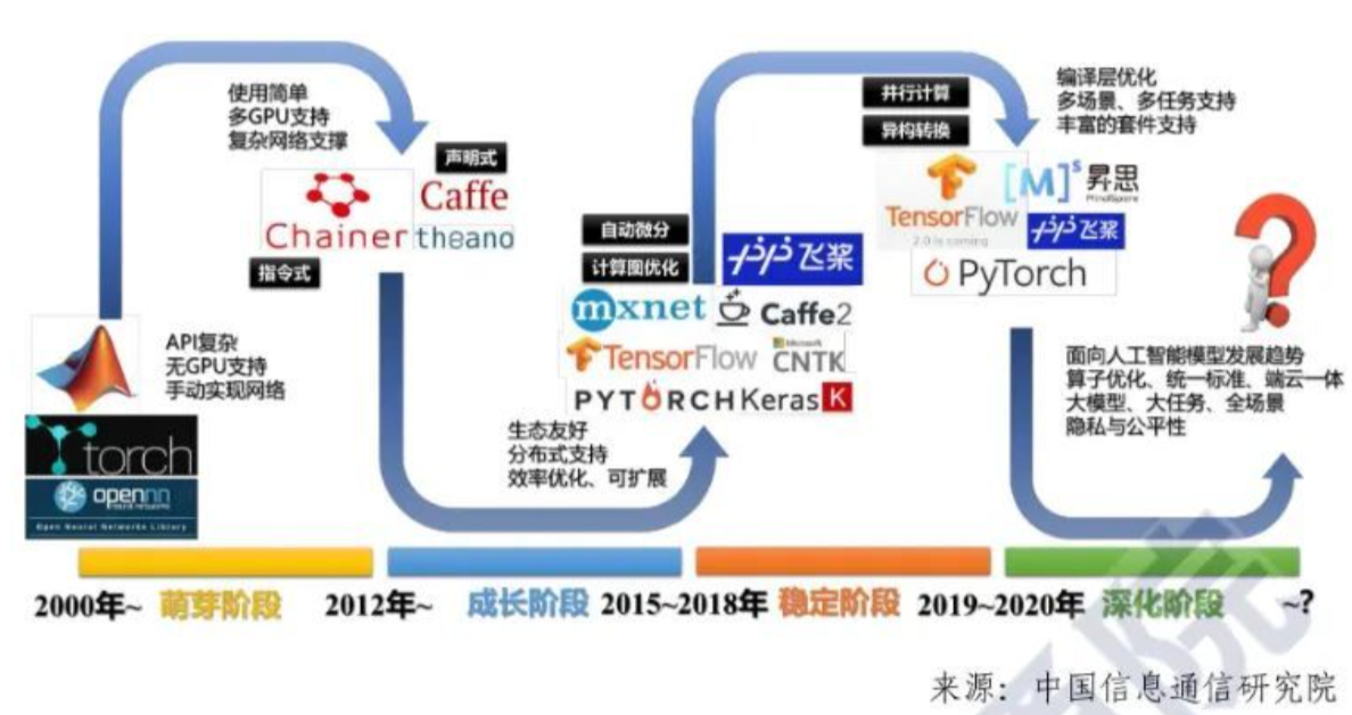 使用简单
多GPU支持
复杂网络支撑
声明式
Chainer
Caffe
theano
指令式
API复杂
无GPU支持
手动实现网络
torch
opennn
neural networks
Open Neural Networks Library
自动微分
计算图优化
飞桨
mxnet
Caffe2
TensorFlow
Microsoft
CNTK
PYTORCH
Keras K
生态友好
分布式支持
效率优化、可扩展
并行计算
异构转换
编译层优化
多场景、多任务支持
丰富的套件支持
TensorFlow
2.0 is coming
[M]s 昇思
MindSpore
飞桨
PyTorch
面向人工智能模型发展趋势
算子优化、统一标准、端云一体
大模型、大任务、全场景
隐私与公平性
2000年~ 萌芽阶段 2012年~ 成长阶段 2015~2018年 稳定阶段 2019~2020年 深化阶段 ~?
来源：中国信息通信研究院